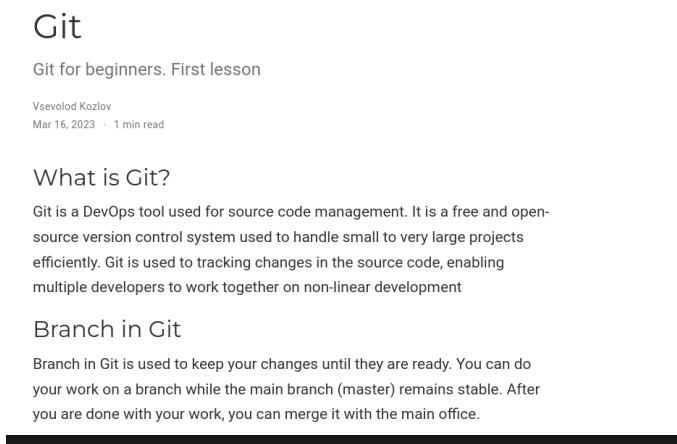 Git
Git for beginners. First lesson
Vsevolod Kozlov
Mar 16, 2023 · 1 min read
What is Git?
Git is a DevOps tool used for source code management. It is a free and open-
source version control system used to handle small to very large projects
efficiently. Git is used to tracking changes in the source code, enabling
multiple developers to work together on non-linear development
Branch in Git
Branch in Git is used to keep your changes until they are ready. You can do
your work on a branch while the main branch (master) remains stable. After
you are done with your work, you can merge it with the main office.